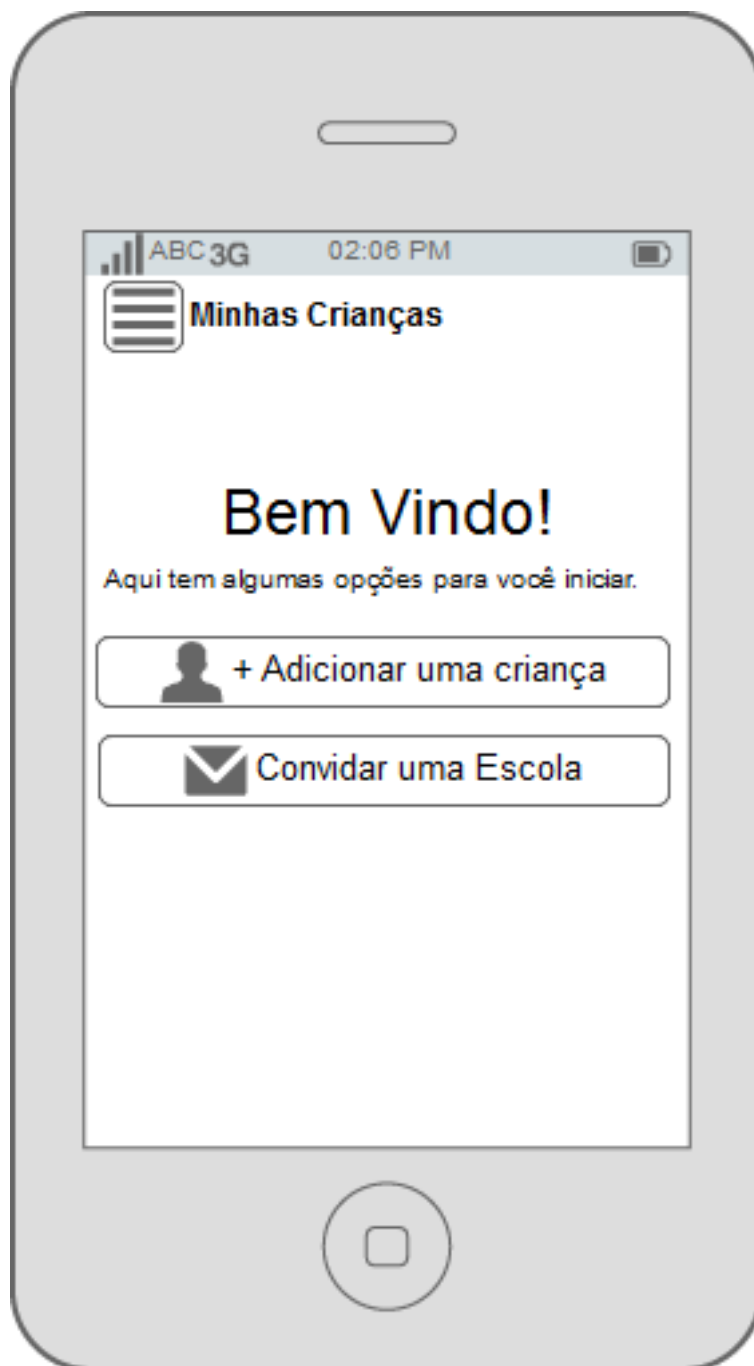 ABC 3G 02:06 PM
Minhas Crianças
Bem Vindo!
Aqui tem algumas opções para você iniciar.
+ Adicionar uma criança
Convidar uma Escola